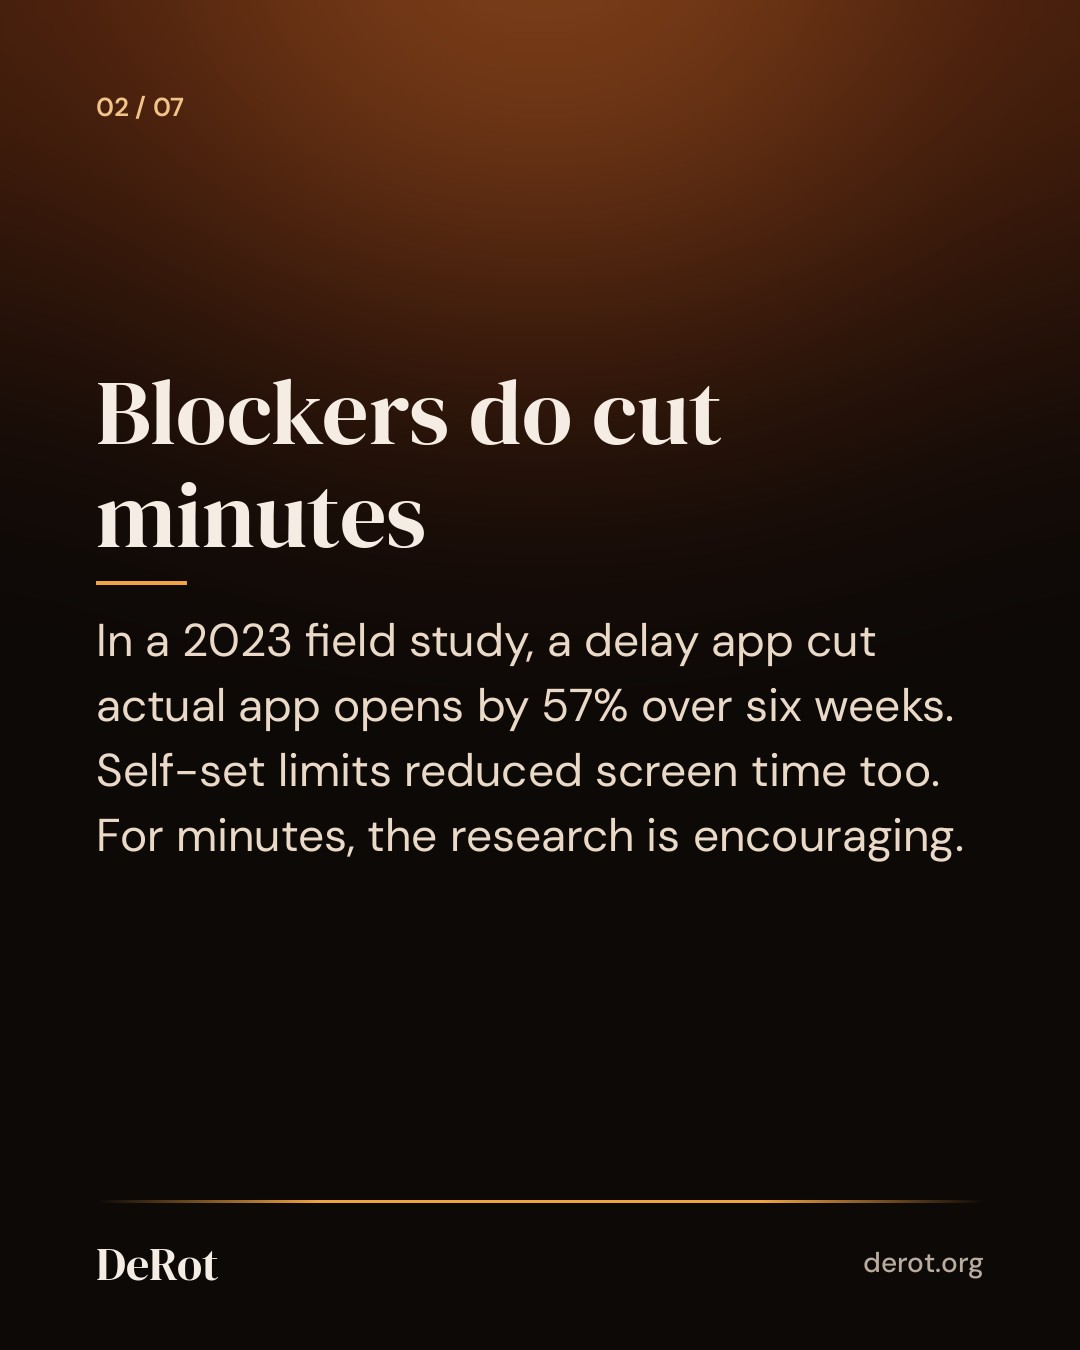 02 / 07
Blockers do cut
minutes
In a 2023 field study, a delay app cut
actual app opens by 57% over six weeks.
Self-set limits reduced screen time too.
For minutes, the research is encouraging.
DeRot
derot.org